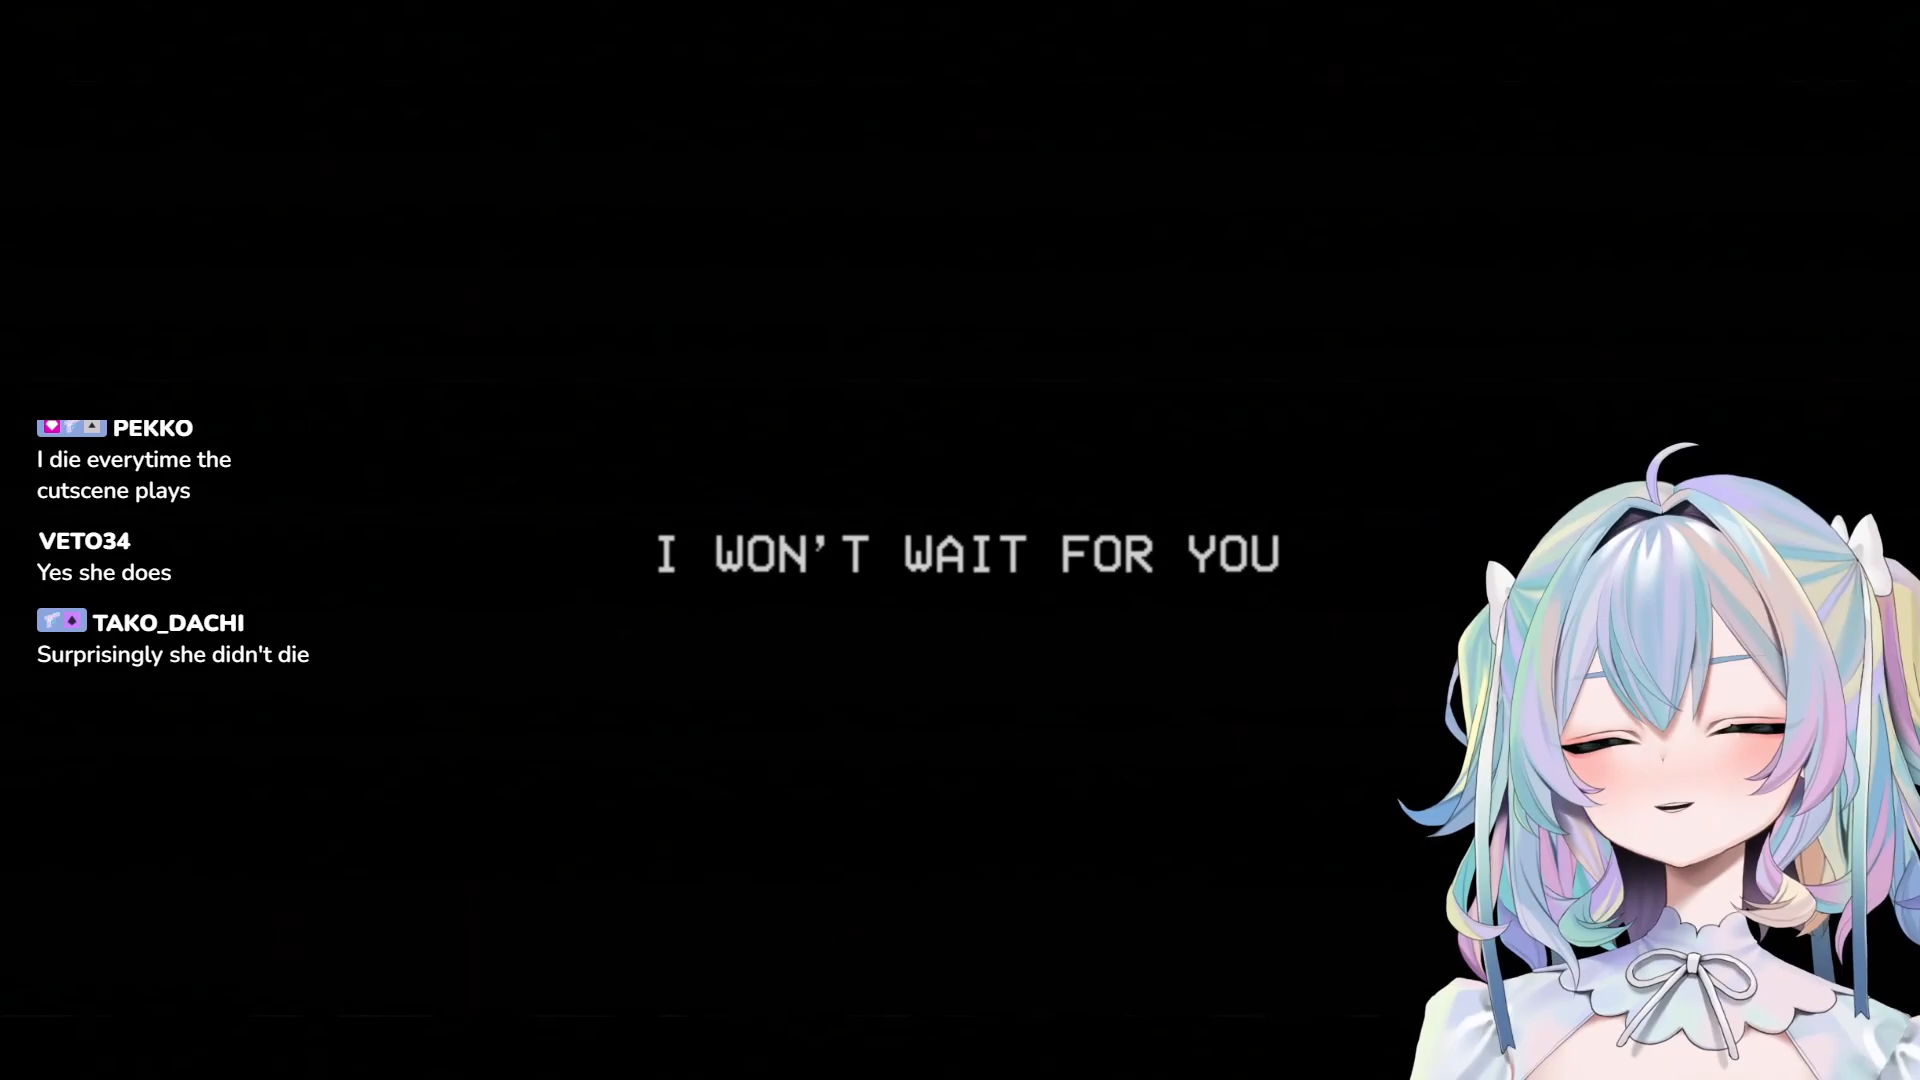 PEKKO
I die everytime the
cutscene plays
VETO34
Yes she does
TAKO_DACHI
Surprisingly she didn't die
I WON'T WAIT FOR YOU